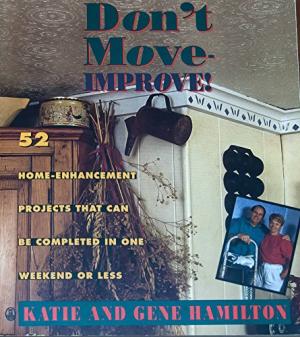 Don't
Move-
IMPROVE!
52
HOME-ENHANCEMENT
PROJECTS THAT CAN
BE COMPLETED IN ONE
WEEKEND OR LESS
KATIE AND GENE HAMILTON